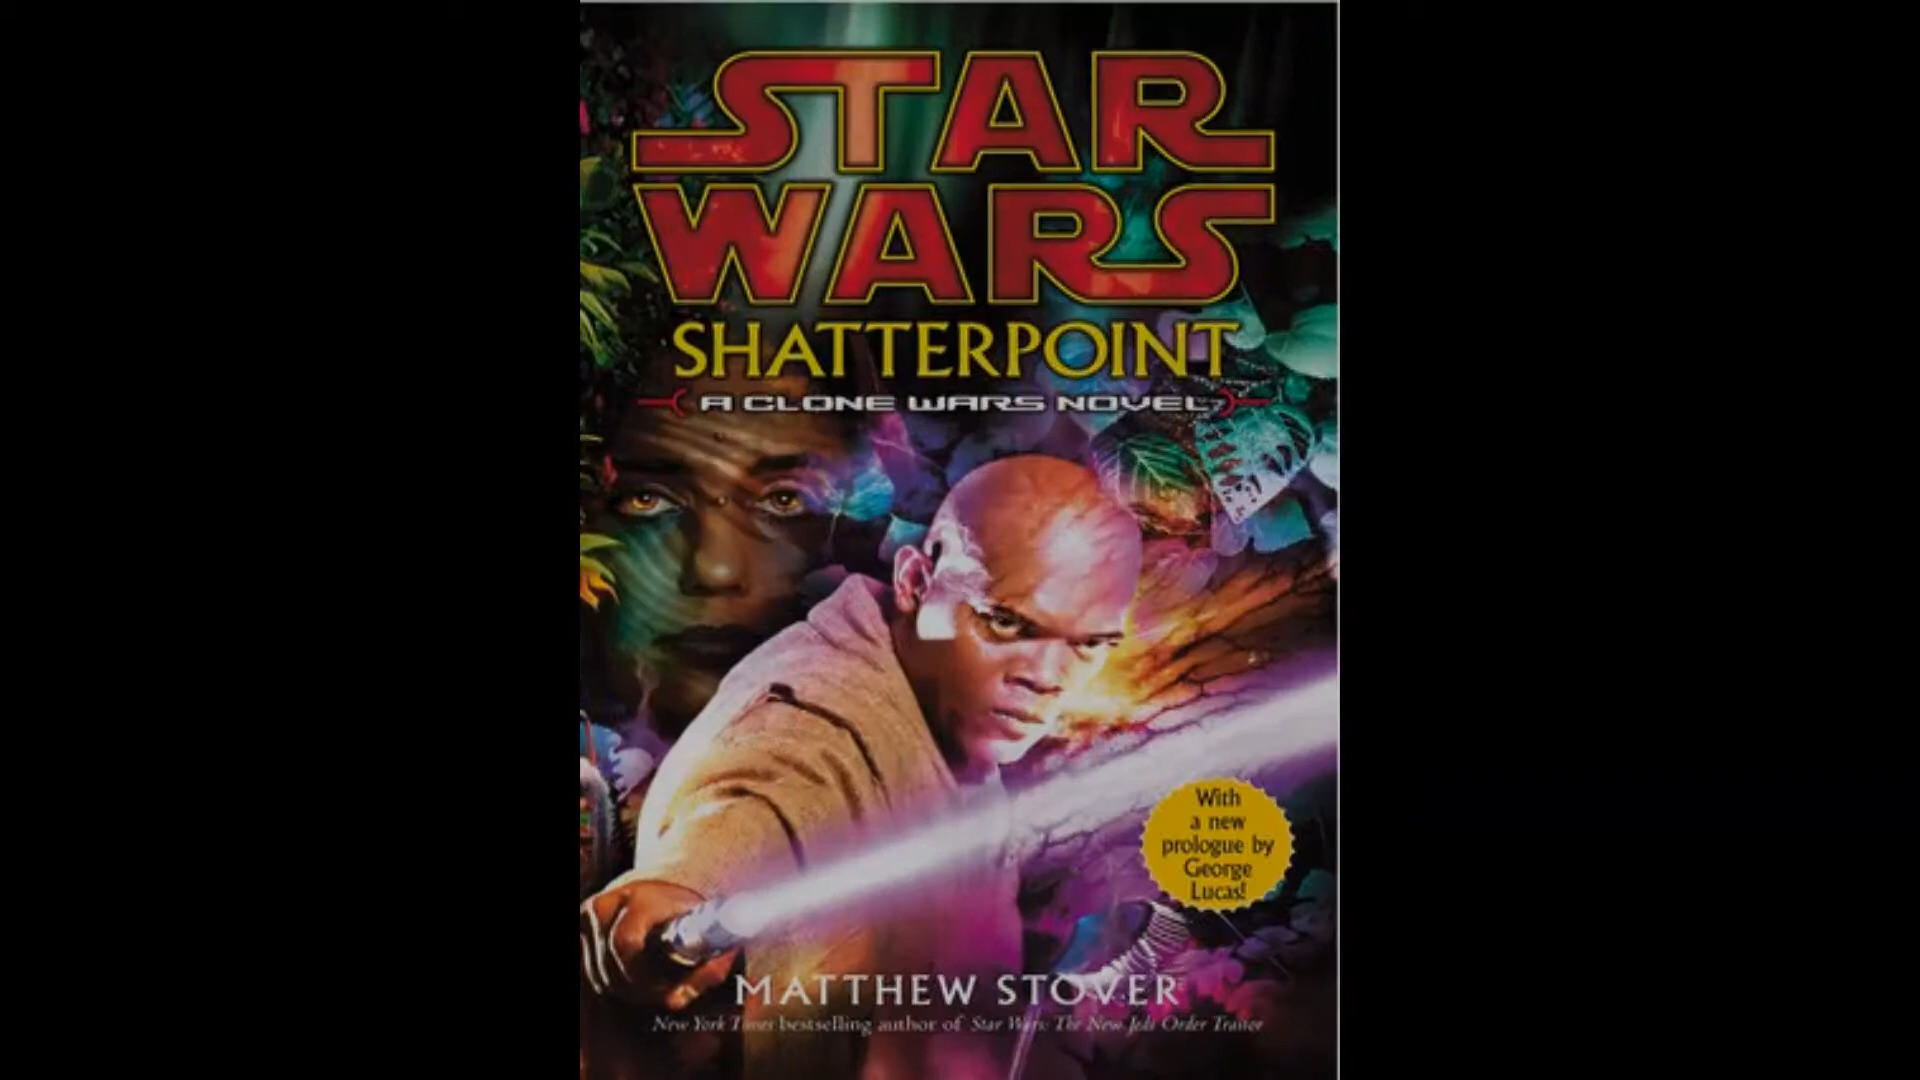 STAR
WARS
SHATTERPOINT
A CLONE WARS NOVEL
With
a new
prologue by
George
Lucas!
MATTHEW STOVER
New York Times bestselling author of Star Wars: The New Jedi Order Traitor